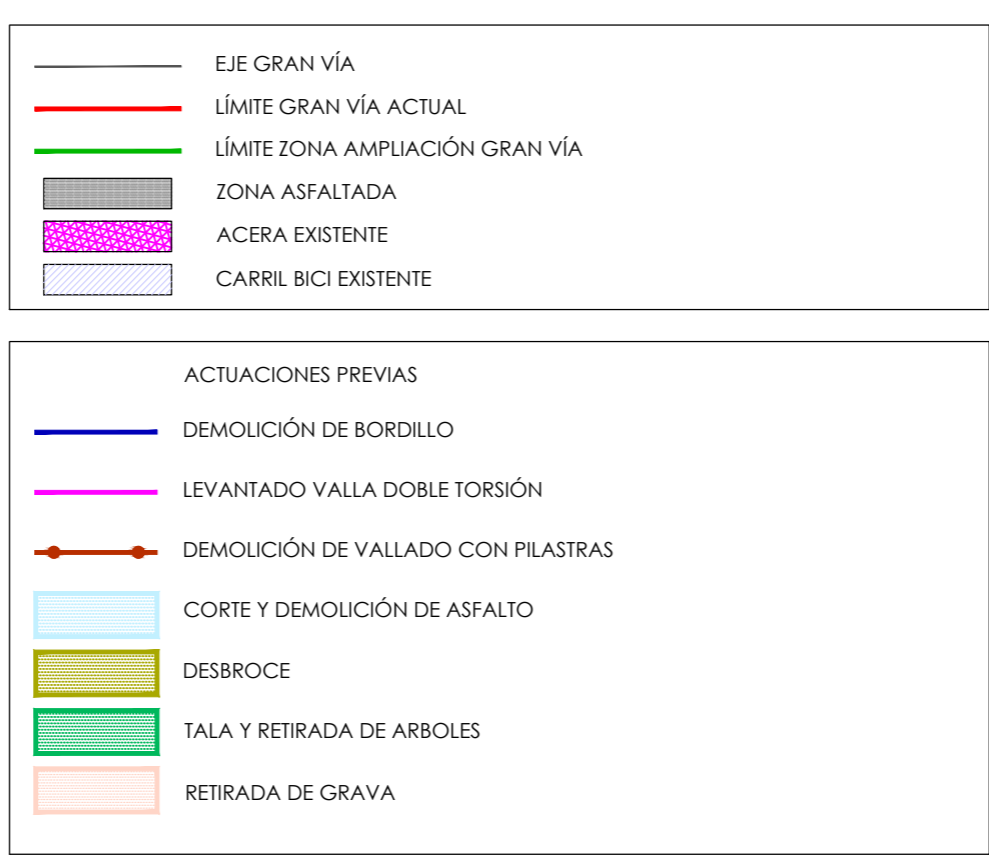 EJE GRAN VÍA
LÍMITE GRAN VÍA ACTUAL
LÍMITE ZONA AMPLIACIÓN GRAN VÍA
ZONA ASFALTADA
ACERA EXISTENTE
CARRIL BICI EXISTENTE
ACTUACIONES PREVIAS
DEMOLICIÓN DE BORDILLO
LEVANTADO VALLA DOBLE TORSIÓN
DEMOLICIÓN DE VALLADO CON PILASTRAS
CORTE Y DEMOLICIÓN DE ASFALTO
DESBROCE
TALA Y RETIRADA DE ARBOLES
RETIRADA DE GRAVA